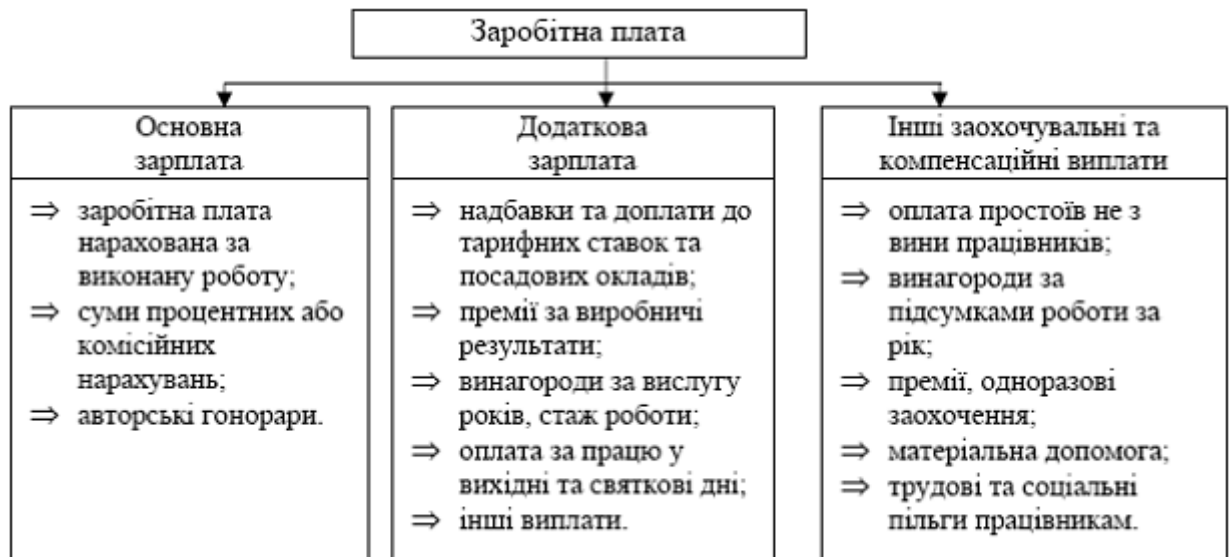 Заробітна плата
Основна
зарплата
⇒ заробітна плата
нарахована за
виконану роботу;
⇒ суми процентних або
комісійних
нарахувань;
⇒ авторські гонорари.
Додаткова
зарплата
⇒ надбавки та доплати до
тарифних ставок та
посадових окладів;
⇒ премії за виробничі
результати;
⇒ винагороди за вислугу
років, стаж роботи;
⇒ оплата за працю у
вихідні та святкові дні;
⇒ інші виплати.
Інші заохочувальні та
компенсаційні виплати
⇒ оплата простоїв не з
вини працівників;
⇒ винагороди за
підсумками роботи за
рік;
⇒ премії, одноразові
заохочення;
⇒ матеріальна допомога;
⇒ трудові та соціальні
пільги працівникам.